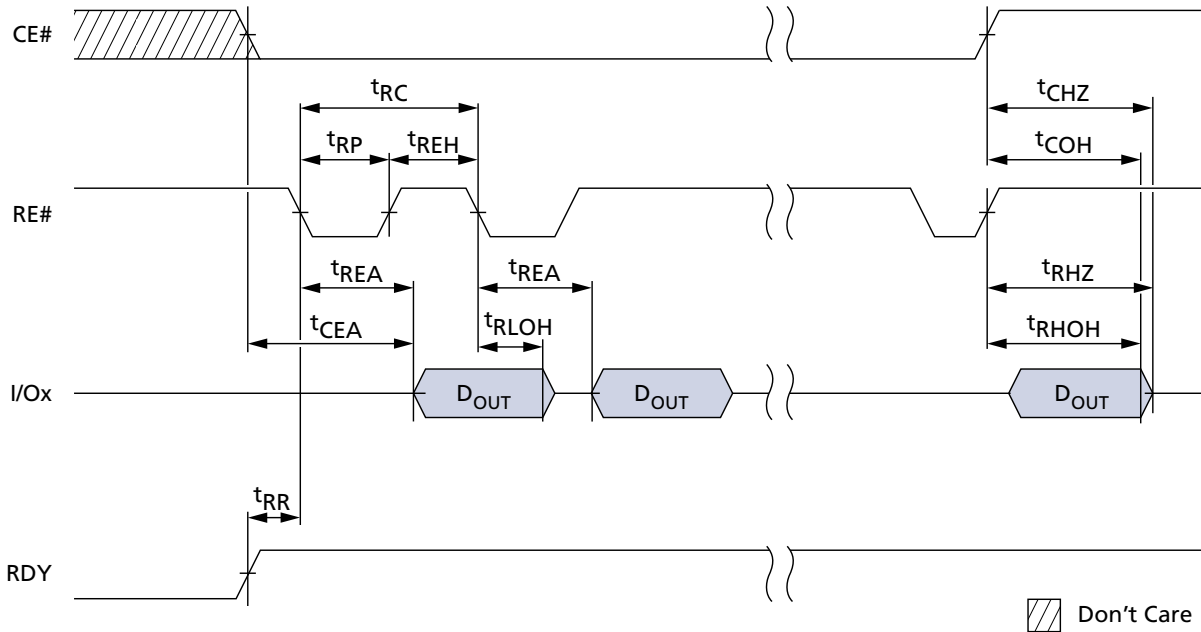 CE#
tRC
tCHZ
tRP
tREH
tCOH
RE#
tREA
tREA
tRHZ
tCEA
tRLOH
tRHOH
I/Ox
DOUT
DOUT
DOUT
tRR
RDY
Don't Care